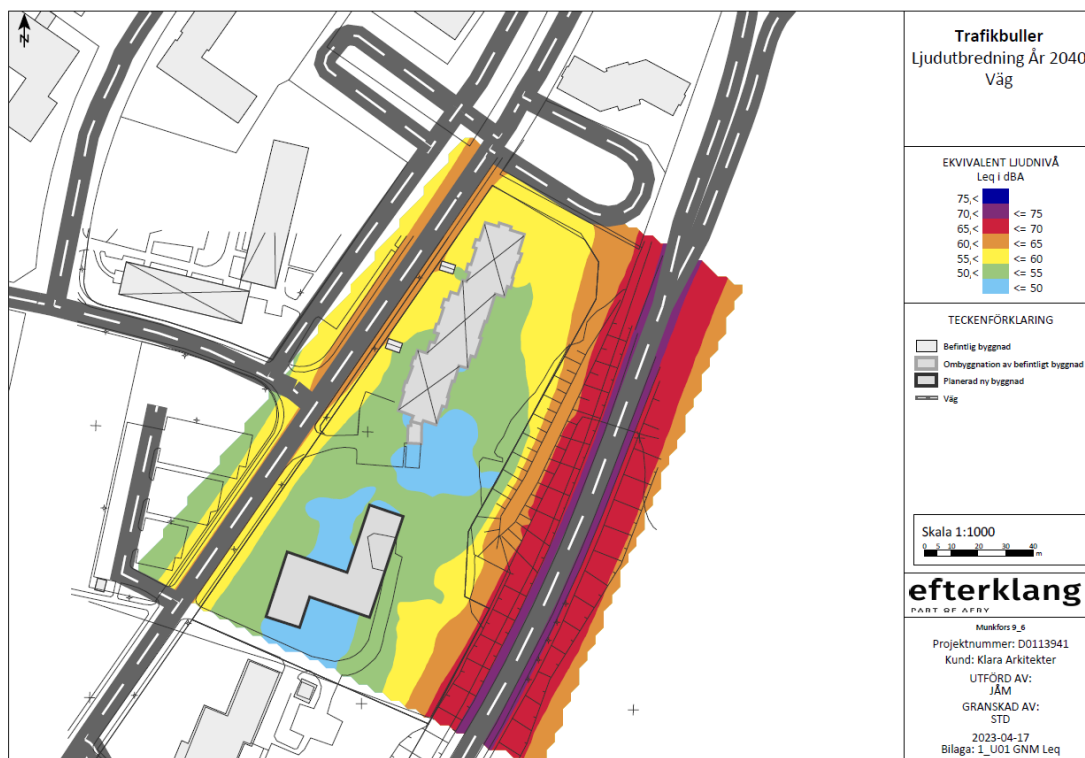 N
Trafikbuller
Ljudutbredning År 2040
Väg
EKVIVALENT LJUDNIVÅ
Leq i dBA
75,<
70,< <= 75
65,< <= 70
60,< <= 65
55,< <= 60
50,< <= 55
<= 50
TECKENFÖRKLARING
Befintlig byggnad
Ombyggnation av befintligt byggnad
Planerad ny byggnad
Väg
Skala 1:1000
0 5 10 20 30 40
m
efterklang
PART OF AFRY
Munkfors 9_6
Projektnummer: D0113941
Kund: Klara Arkitekter
UTFÖRD AV:
JÅM
GRANSKAD AV:
STD
2023-04-17
Bilaga: 1_U01 GNM Leq